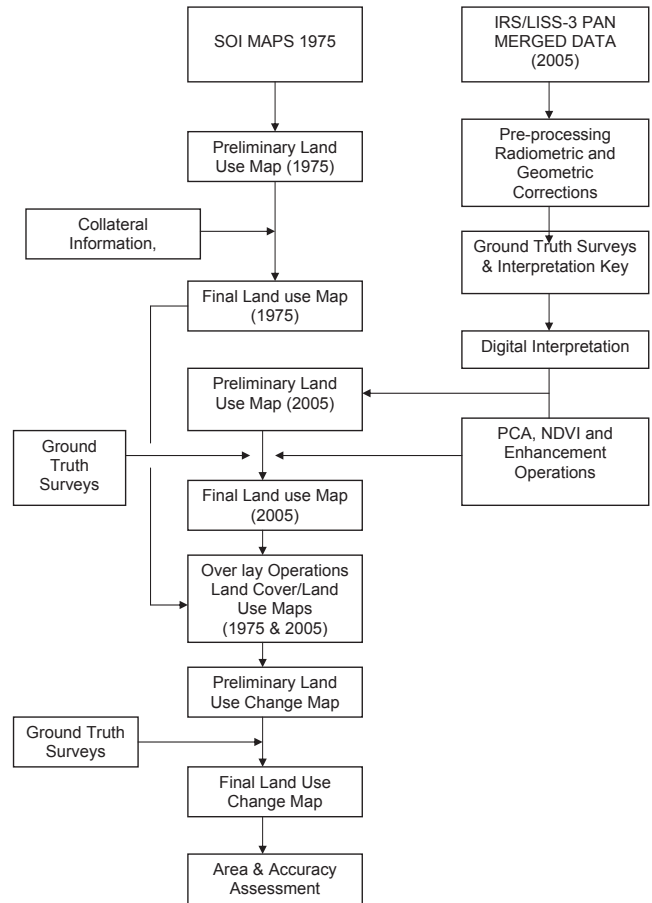 SOI MAPS 1975
IRS/LISS-3 PAN
MERGED DATA
(2005)
Preliminary Land
Use Map (1975)
Pre-processing
Radiometric and
Geometric
Corrections
Collateral
Information,
Ground Truth Surveys
& Interpretation Key
Final Land use Map
(1975)
Digital Interpretation
Preliminary Land
Use Map (2005)
Ground
Truth
Surveys
PCA, NDVI and
Enhancement
Operations
Final Land use Map
(2005)
Over lay Operations
Land Cover/Land
Use Maps
(1975 & 2005)
Preliminary Land
Use Change Map
Ground Truth
Surveys
Final Land Use
Change Map
Area & Accuracy
Assessment